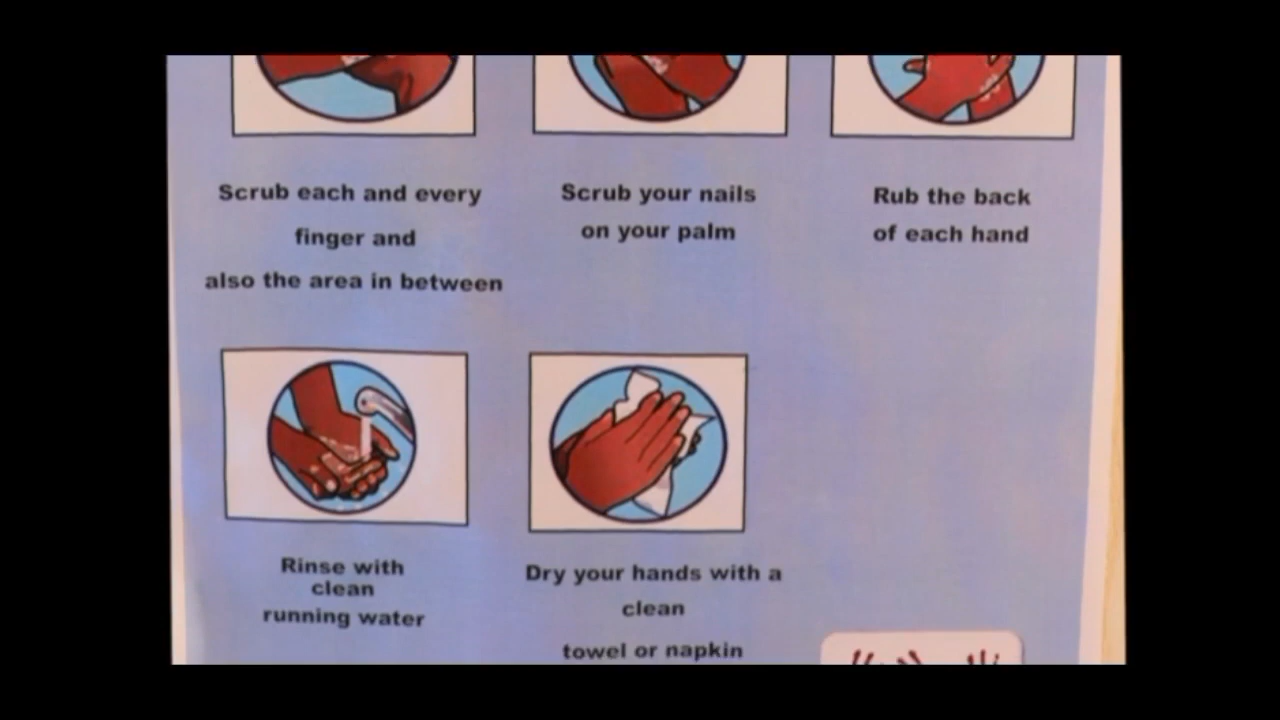 Scrub each and every
finger and
also the area in between
Scrub your nails
on your palm
Rub the back
of each hand
Rinse with
clean
running water
Dry your hands with a
clean
towel or napkin